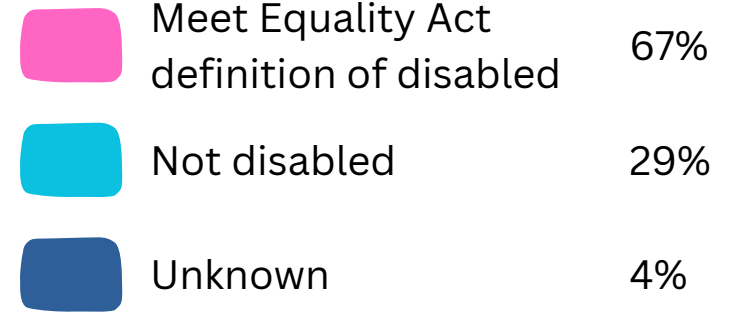 Meet Equality Act
definition of disabled 67%
Not disabled 29%
Unknown 4%